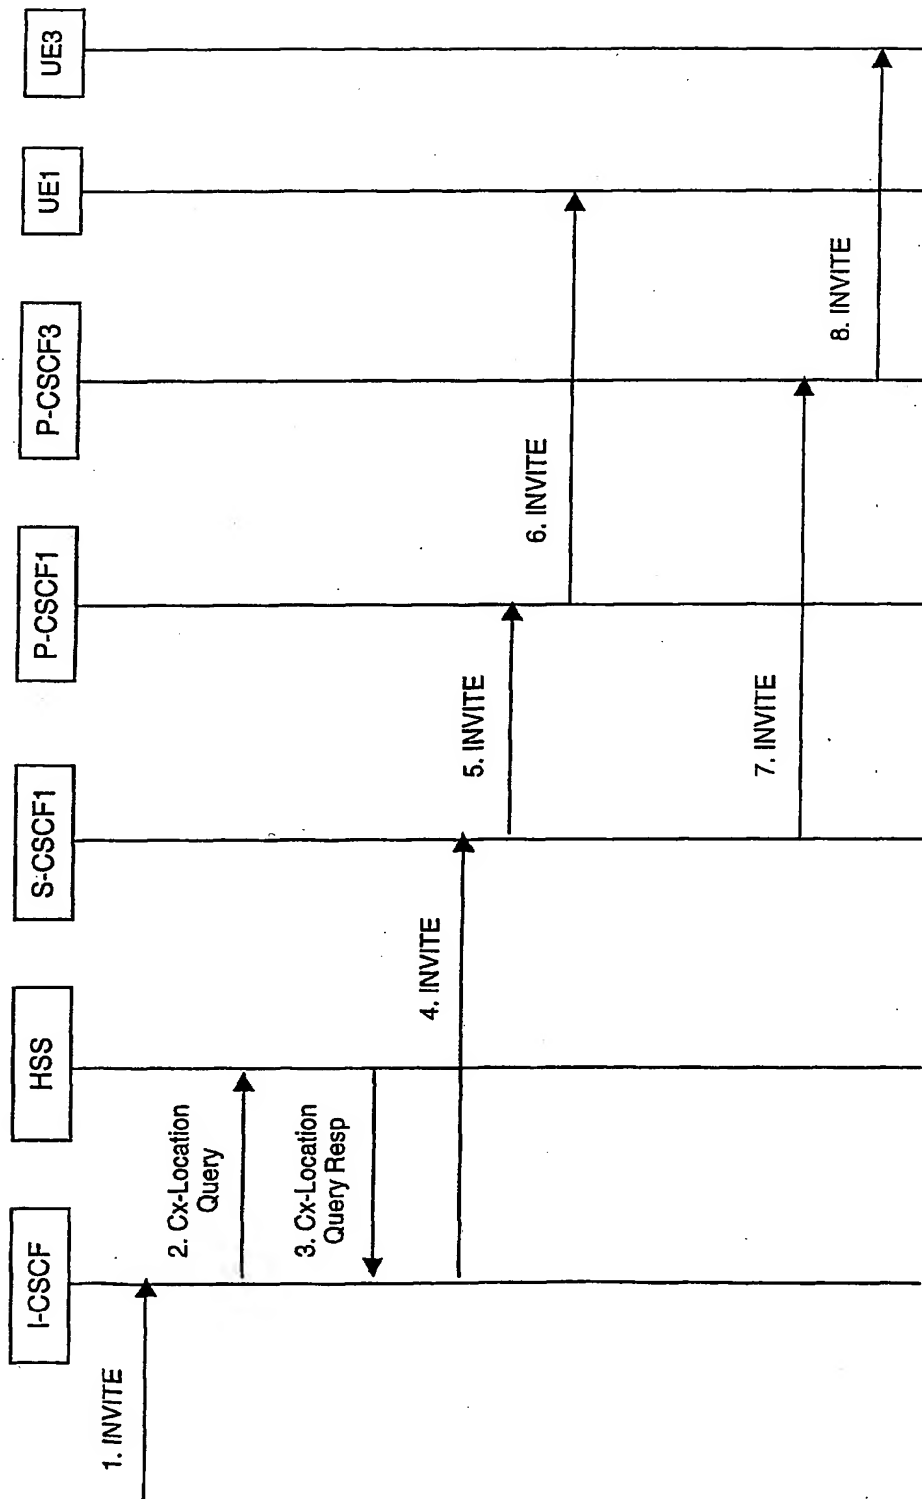 I-CSCF
HSS
S-CSCF1
P-CSCF1
P-CSCF3
UE1
UE3
1. INVITE
2. Cx-Location
Query
3. Cx-Location
Query Resp
4. INVITE
5. INVITE
6. INVITE
7. INVITE
8. INVITE